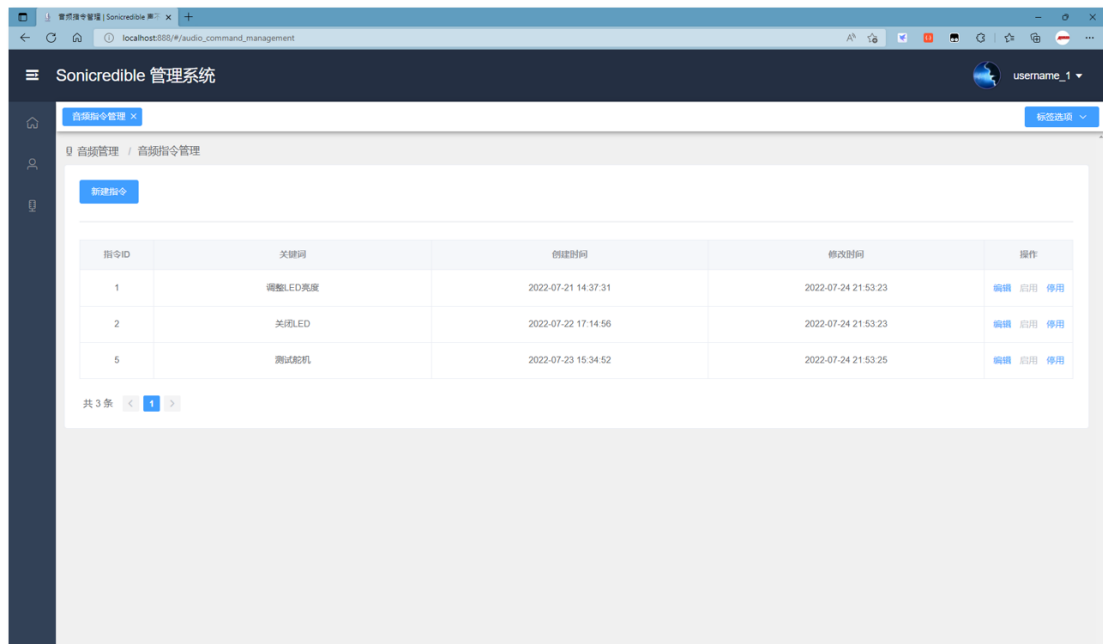 音频指令管理 | Sonicredible 声
localhost:888/#/audio_command_management
Sonicredible 管理系统
username_1
音频指令管理
标签选项
音频管理 / 音频指令管理
新建指令
指令ID 关键词 创建时间 修改时间 操作
1 调整LED亮度 2022-07-21 14:37:31 2022-07-24 21:53:23 编辑 启用 停用
2 关闭LED 2022-07-22 17:14:56 2022-07-24 21:53:23 编辑 启用 停用
5 测试舵机 2022-07-23 15:34:52 2022-07-24 21:53:25 编辑 启用 停用
共 3 条 < 1 >